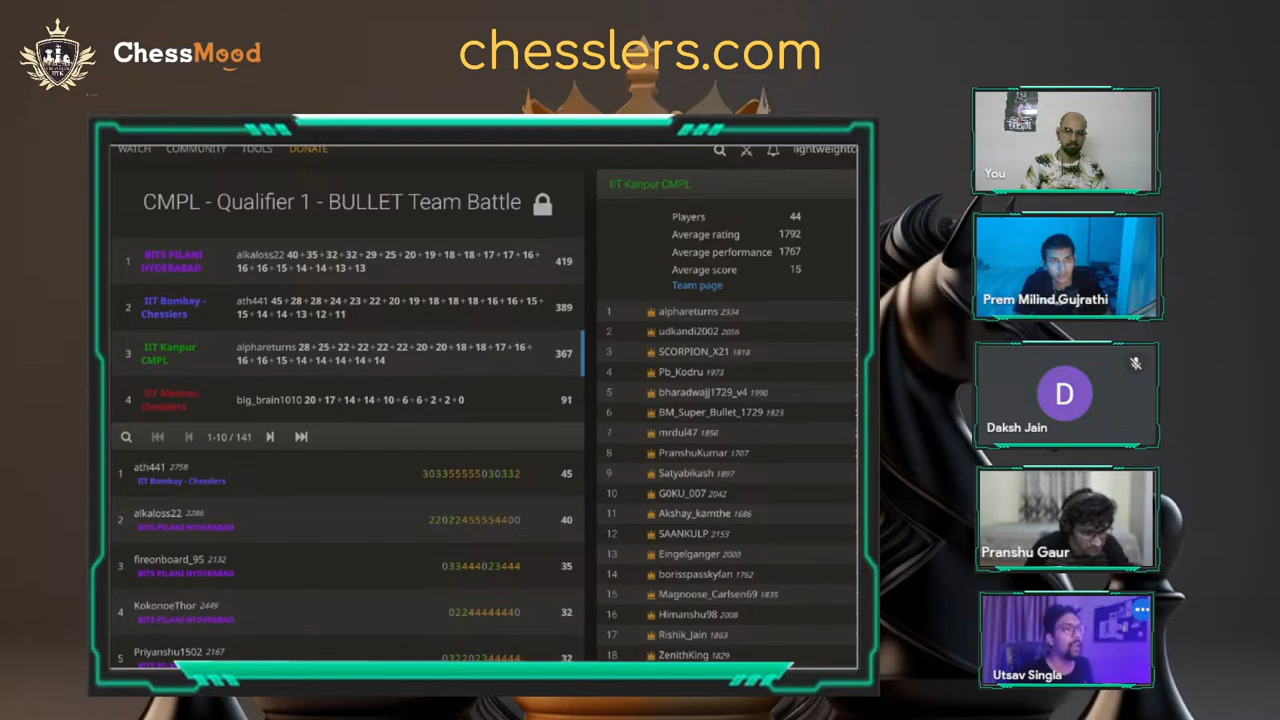 ChessMood
chesslers.com
WATCH COMMUNITY TOOLS DONATE
CMPL - Qualifier 1 - BULLET Team Battle
1 BITS PILANI HYDERABAD alkaloss22 40+35+32+32+29+25+20+19+18+18+17+17+16+ 419
16+16+15+14+14+13+13
2 IIT Bombay - Chesslers ath441 45+28+28+24+23+22+20+19+18+18+18+16+16+15+ 389
15+14+14+13+12+11
3 IIT Kanpur CMPL alphareturns 28+25+22+22+22+22+20+20+18+18+17+16+ 367
16+16+15+14+14+14+14+14
4 IIT Madras chesslers big_brain1010 20+17+14+14+10+6+6+2+2+0 91
1-10 / 141
1 ath441 2758 303355555030332 45
IIT Bombay - Chesslers
2 alkaloss22 2286 22022455554400 40
BITS PILANI HYDERABAD
3 fireonboard_95 2132 033444023444 35
BITS PILANI HYDERABAD
4 KokonoeThor 2449 02244444440 32
BITS PILANI HYDERABAD
5 Priyanshu1502 2167 32
IIT Kanpur CMPL
Players 44
Average rating 1792
Average performance 1767
Average score 15
Team page
1 alphareturns 2334
2 udkandi2002 2056
3 SCORPION_X21 1818
4 Pb_Kodru 1973
5 bharadwajj1729_v4 1990
6 BM_Super_Bullet_1729 1823
7 mrdul47 1856
8 PranshuKumar 1707
9 Satyabikash 1897
10 G0KU_007 2042
11 Akshay_kamthe 1686
12 SAANKULP 2153
13 Eingelganger 2000
14 borisspasskyfan 1762
15 Magnoose_Carlsen69 1835
16 Himanshu98 2008
17 Rishik_Jain 1863
18 ZenithKing 1829
You
Prem Milind Gujrathi
D
Daksh Jain
Pranshu Gaur
Utsav Singla